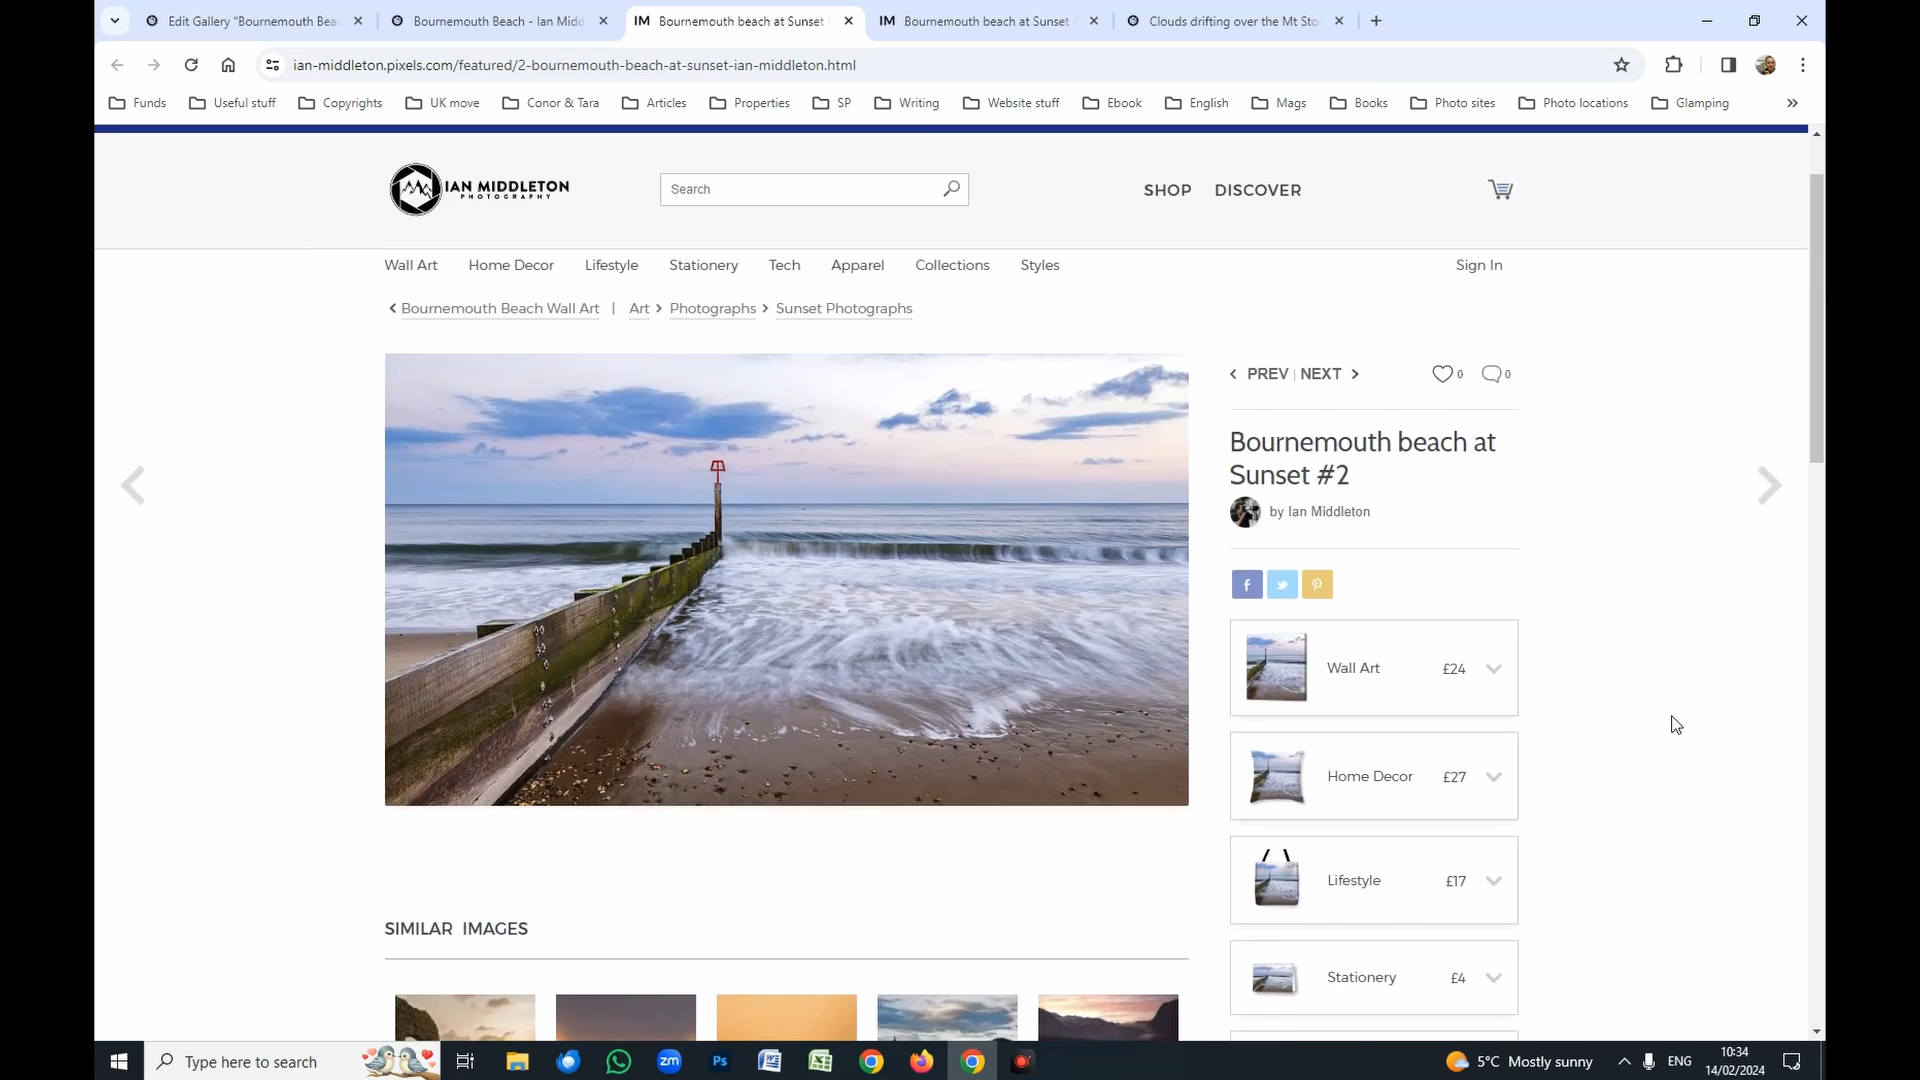 Edit Gallery "Bournemouth Bea
Bournemouth Beach - Ian Midd
IM Bournemouth beach at Sunset
IM Bournemouth beach at Sunset
Clouds drifting over the Mt Sto
ian-middleton.pixels.com/featured/2-bournemouth-beach-at-sunset-ian-middleton.html
Funds
Useful stuff
Copyrights
UK move
Conor & Tara
Articles
Properties
SP
Writing
Website stuff
Ebook
English
Mags
Books
Photo sites
Photo locations
Glamping
»
IAN MIDDLETON
PHOTOGRAPHY
Search
SHOP
DISCOVER
Wall Art
Home Decor
Lifestyle
Stationery
Tech
Apparel
Collections
Styles
Sign In
< Bournemouth Beach Wall Art | Art > Photographs > Sunset Photographs
< PREV | NEXT >
0
0
Bournemouth beach at
Sunset #2
by Ian Middleton
Wall Art £24
Home Decor £27
Lifestyle £17
Stationery £4
SIMILAR IMAGES
Type here to search
zm
Ps
5°C Mostly sunny
ENG
10:34
14/02/2024